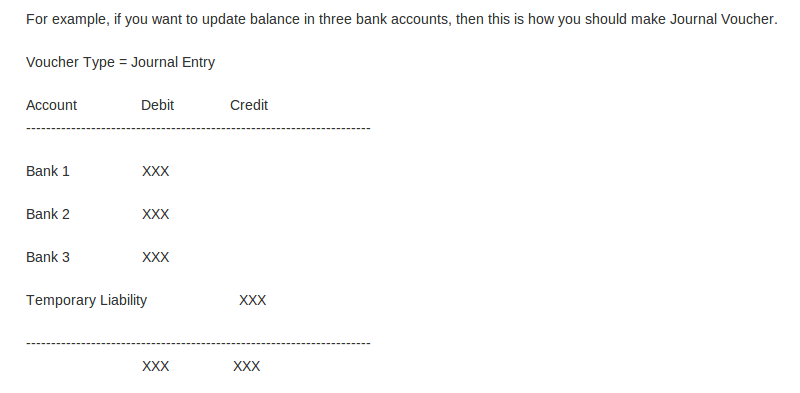 For example, if you want to update balance in three bank accounts, then this is how you should make Journal Voucher.
Voucher Type = Journal Entry
Account Debit Credit
-----------------------------------------------------------------------
Bank 1 XXX
Bank 2 XXX
Bank 3 XXX
Temporary Liability XXX
-----------------------------------------------------------------------
XXX XXX